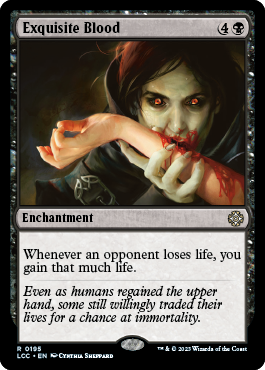 Exquisite Blood 4
Enchantment
Whenever an opponent loses life, you
gain that much life.
Even as humans regained the upper
hand, some still willingly traded their
lives for a chance at immortality.
R 0195
LCC • EN CYNTHIA SHEPPARD
™ & © 2023 Wizards of the Coast